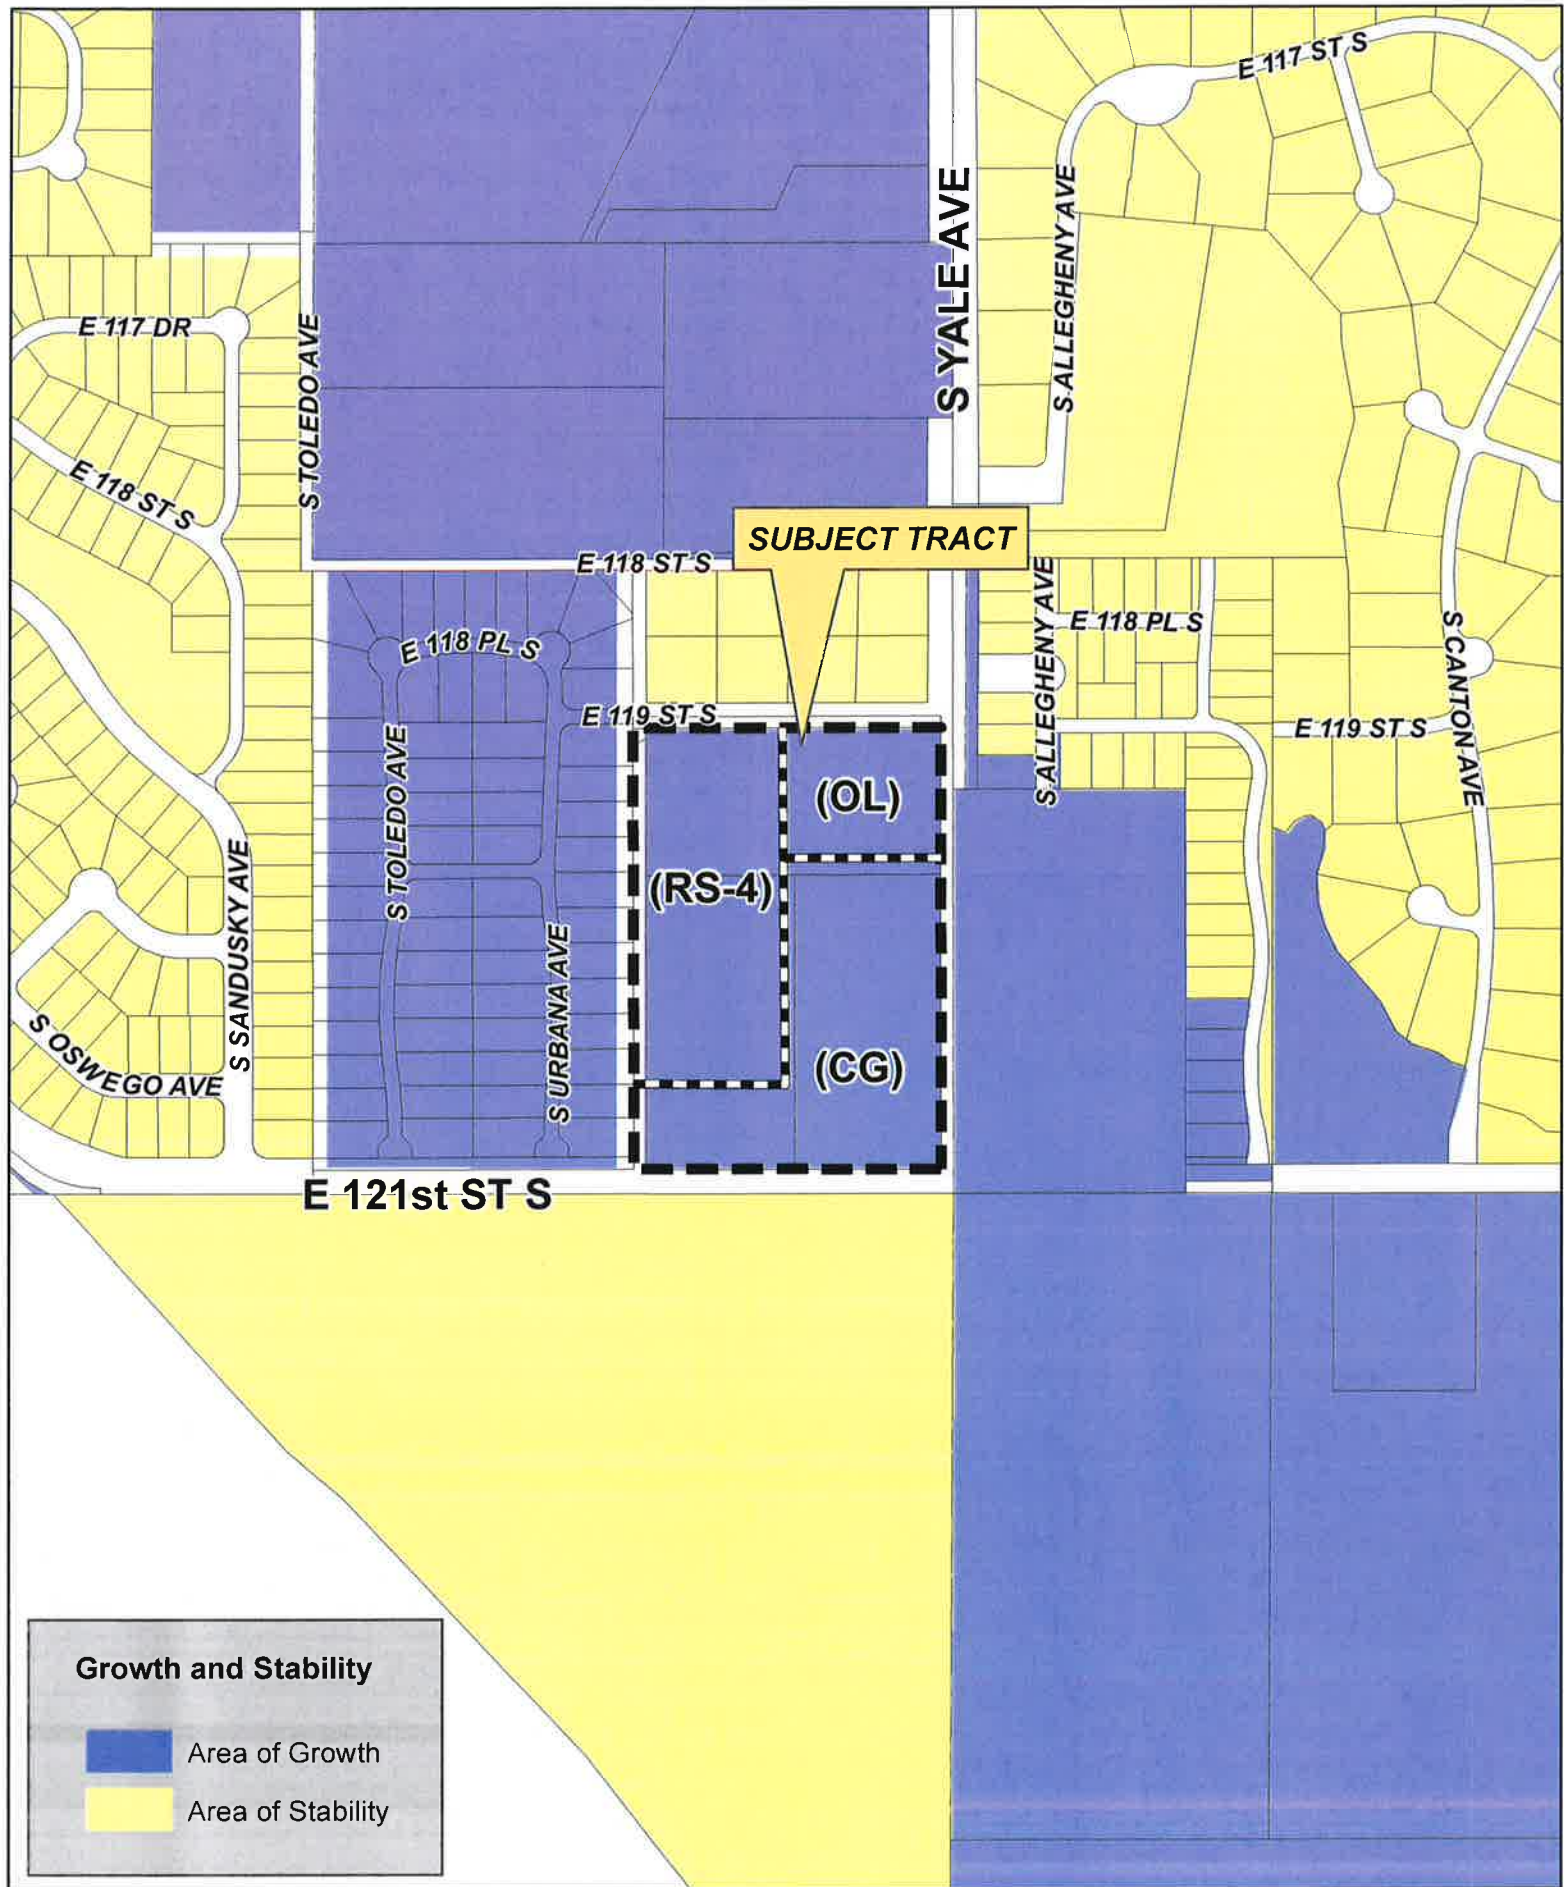 E 117 ST S
S YALE AVE
S ALLEGHENY AVE
E 117 DR
S TOLEDO AVE
E 118 ST S
SUBJECT TRACT
E 118 ST S
S ALLEGHENY AVE
E 118 PL S
E 118 PL S
S CANTON AVE
E 119 ST S
E 119 ST S
S TOLEDO AVE
(OL)
(RS-4)
S SANDUSKY AVE
S URBANA AVE
S OSWEGO AVE
(CG)
E 121st ST S
Growth and Stability
Area of Growth
Area of Stability